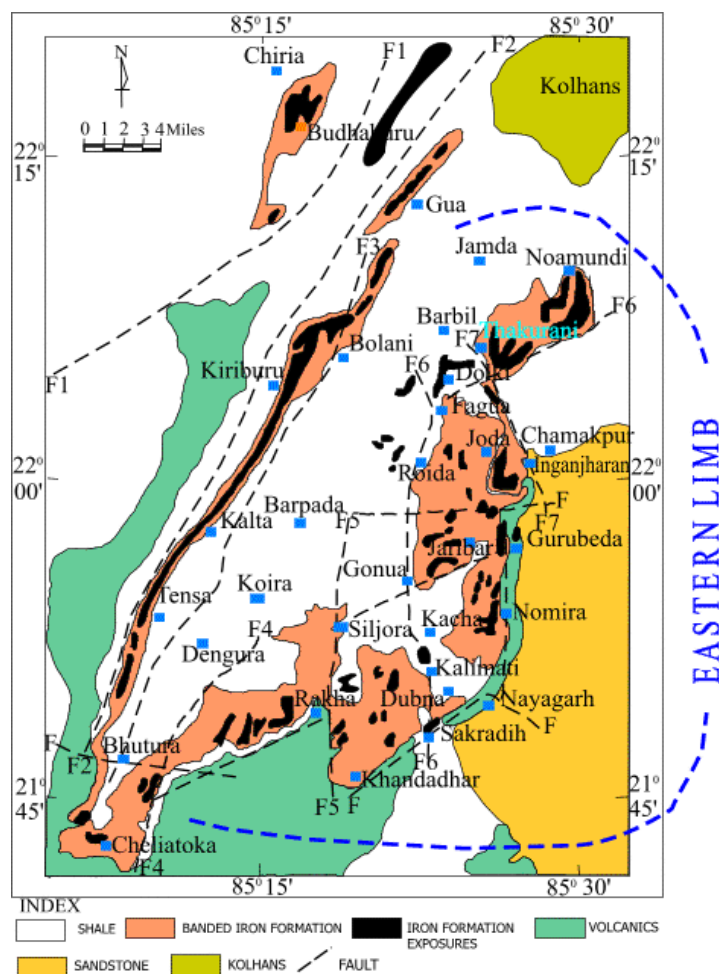 85° 15'
85° 30'
N
Chiria
F1
F2
Kolhans
Budhaburu
0 1 2 3 4 Miles
22°
15'
22°
15'
Gua
F3
Jamda
Noamundi
Barbil
F7
Thakurani
F6
Bolani
F6
Dolki
F1
Kiriburu
Fagua
Joda
Chamakpur
Roida
Inganjharan
22°
00'
22°
00'
Barpada
F5
F
F7
Kalta
Jaribar
Gurubeda
Gonua
Tensa
Koira
F4
Siljora
Kacha
Nomira
Dengura
Kalimati
Rakha
Dubna
Nayagarh
F
Bhutura
F2
Sakradih
F
F6
Khandadhar
21°
45'
21°
45'
F5
F
Cheliatoka
F4
EASTERN LIMB
85° 15'
85° 30'
INDEX
SHALE
BANDED IRON FORMATION
IRON FORMATION
EXPOSURES
VOLCANICS
SANDSTONE
KOLHANS
FAULT